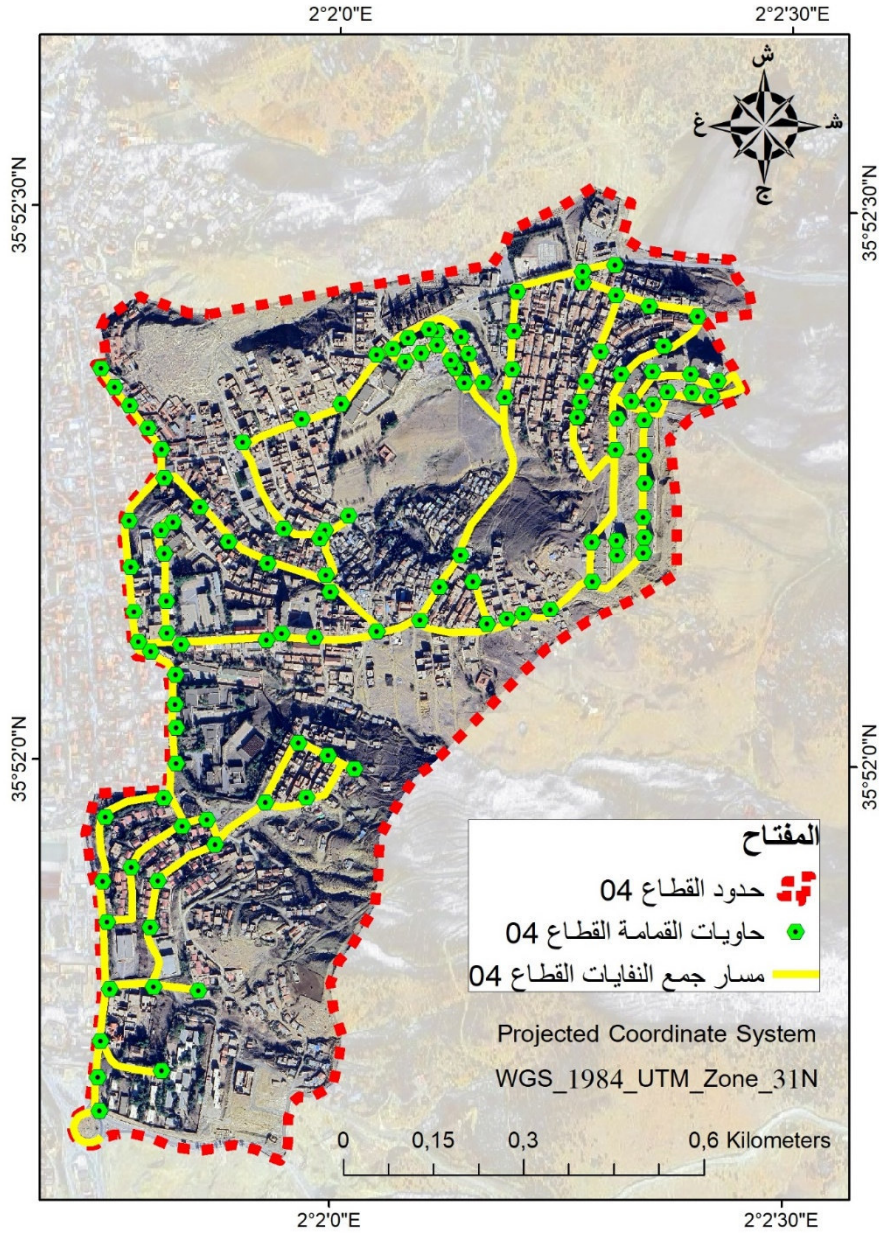 2°2'0"E
2°2'30"E
ش
غ
ش
ج
35°52'30"N
35°52'30"N
35°52'0"N
35°52'0"N
المفتاح
حدود القطاع 04
حاويات القمامة القطاع 04
مسار جمع النفايات القطاع 04
Projected Coordinate System
WGS_1984_UTM_Zone_31N
0 0,15 0,3 0,6 Kilometers
2°2'0"E
2°2'30"E